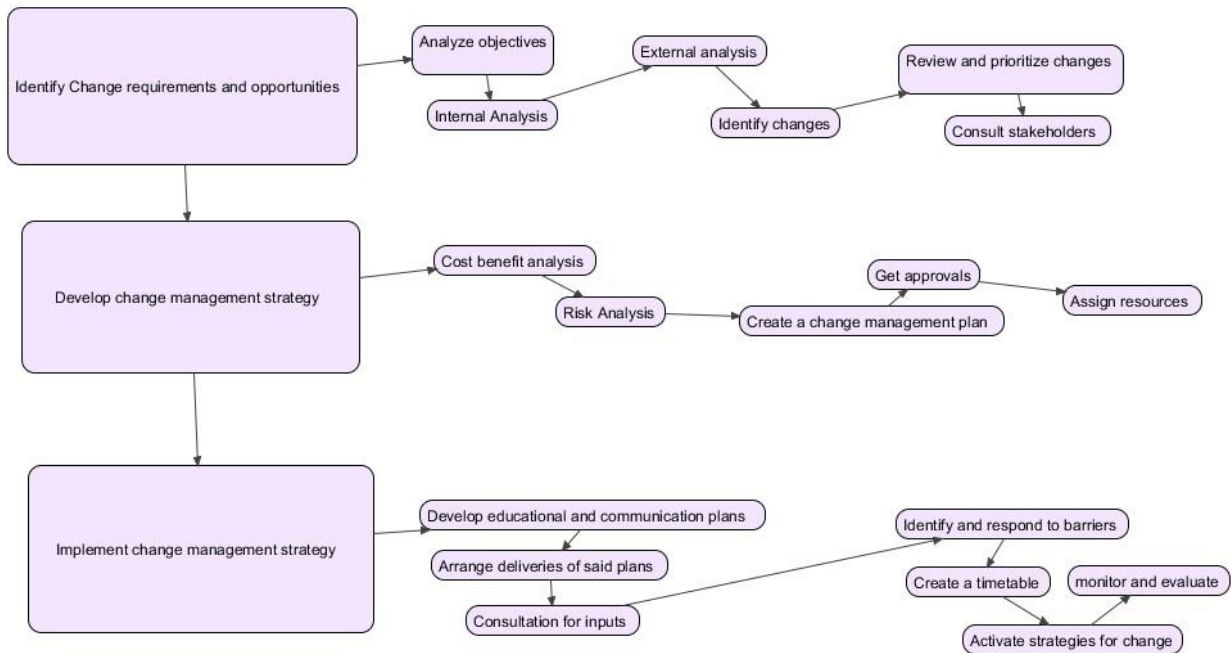 Identify Change requirements and opportunities
Analyze objectives
Internal Analysis
External analysis
Identify changes
Review and prioritize changes
Consult stakeholders
Develop change management strategy
Cost benefit analysis
Risk Analysis
Create a change management plan
Get approvals
Assign resources
Implement change management strategy
Develop educational and communication plans
Arrange deliveries of said plans
Consultation for inputs
Identify and respond to barriers
Create a timetable
Activate strategies for change
monitor and evaluate